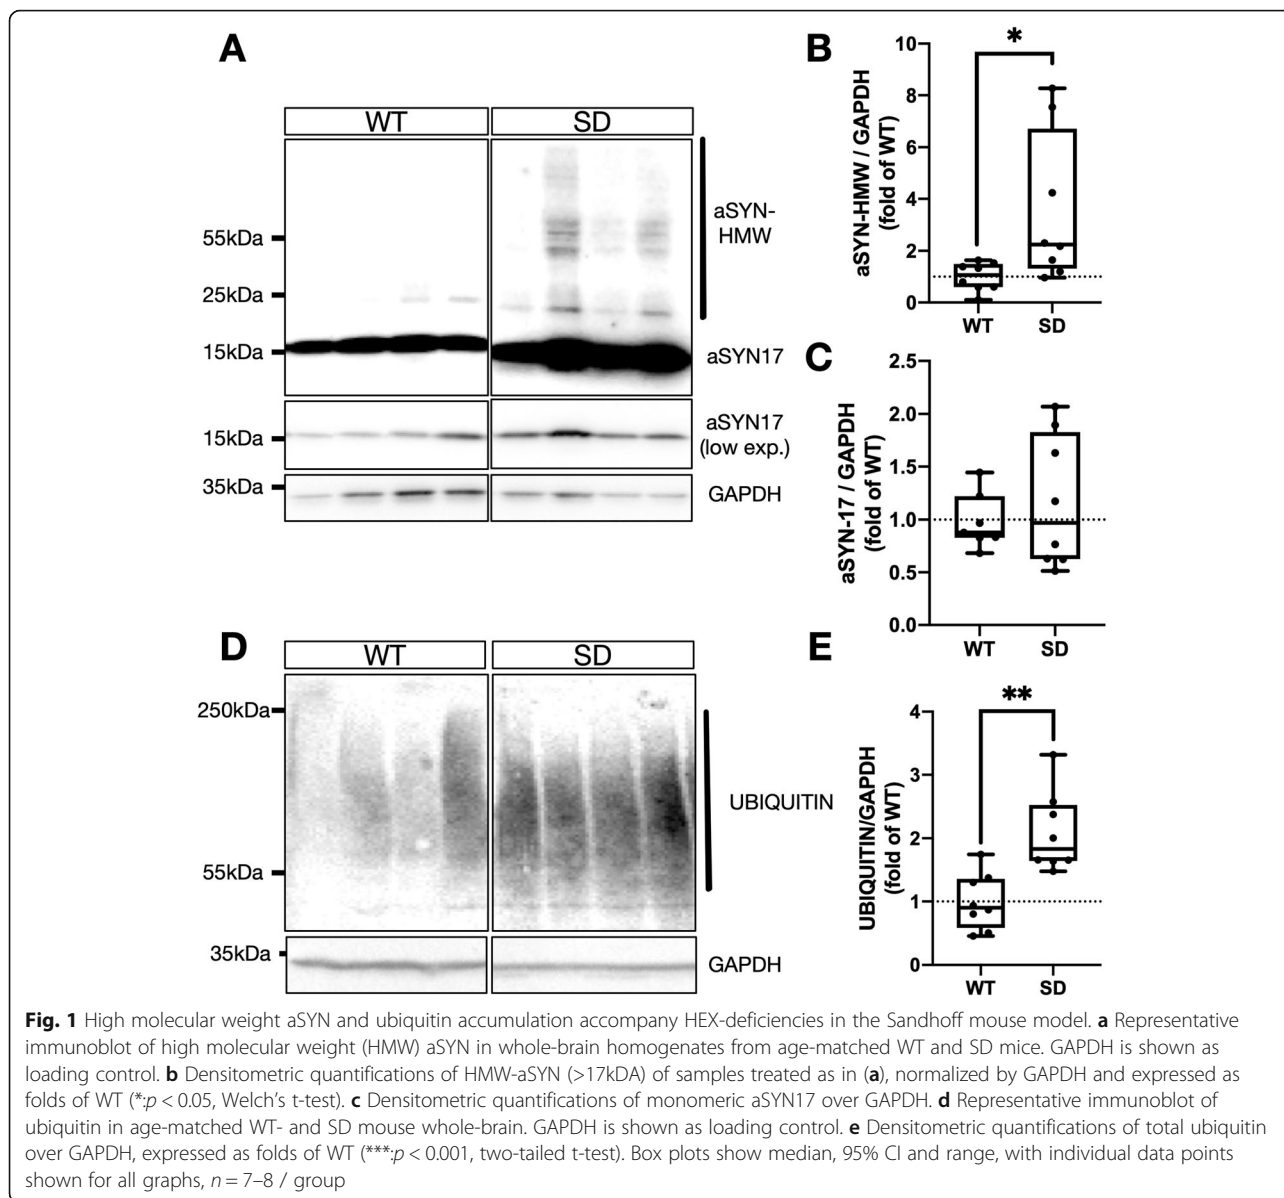 A
WT SD
55kDa
25kDa
15kDa
aSYN-
HMW
aSYN17
15kDa
aSYN17
(low exp.)
35kDa
GAPDH
B
aSYN-HMW / GAPDH
(fold of WT)
10
8
6
4
2
0
*
WT SD
C
aSYN-17 / GAPDH
(fold of WT)
2.5
2.0
1.5
1.0
0.5
0.0
WT SD
D
WT SD
250kDa
55kDa
UBIQUITIN
35kDa
GAPDH
E
UBIQUITIN/GAPDH
(fold of WT)
4
3
2
1
0
**
WT SD
Fig. 1 High molecular weight aSYN and ubiquitin accumulation accompany HEX-deficiencies in the Sandhoff mouse model. a Representative
immunoblot of high molecular weight (HMW) aSYN in whole-brain homogenates from age-matched WT and SD mice. GAPDH is shown as
loading control. b Densitometric quantifications of HMW-aSYN (>17kDA) of samples treated as in (a), normalized by GAPDH and expressed as
folds of WT (*:p < 0.05, Welch's t-test). c Densitometric quantifications of monomeric aSYN17 over GAPDH. d Representative immunoblot of
ubiquitin in age-matched WT- and SD mouse whole-brain. GAPDH is shown as loading control. e Densitometric quantifications of total ubiquitin
over GAPDH, expressed as folds of WT (***:p < 0.001, two-tailed t-test). Box plots show median, 95% CI and range, with individual data points
shown for all graphs, n = 7–8 / group